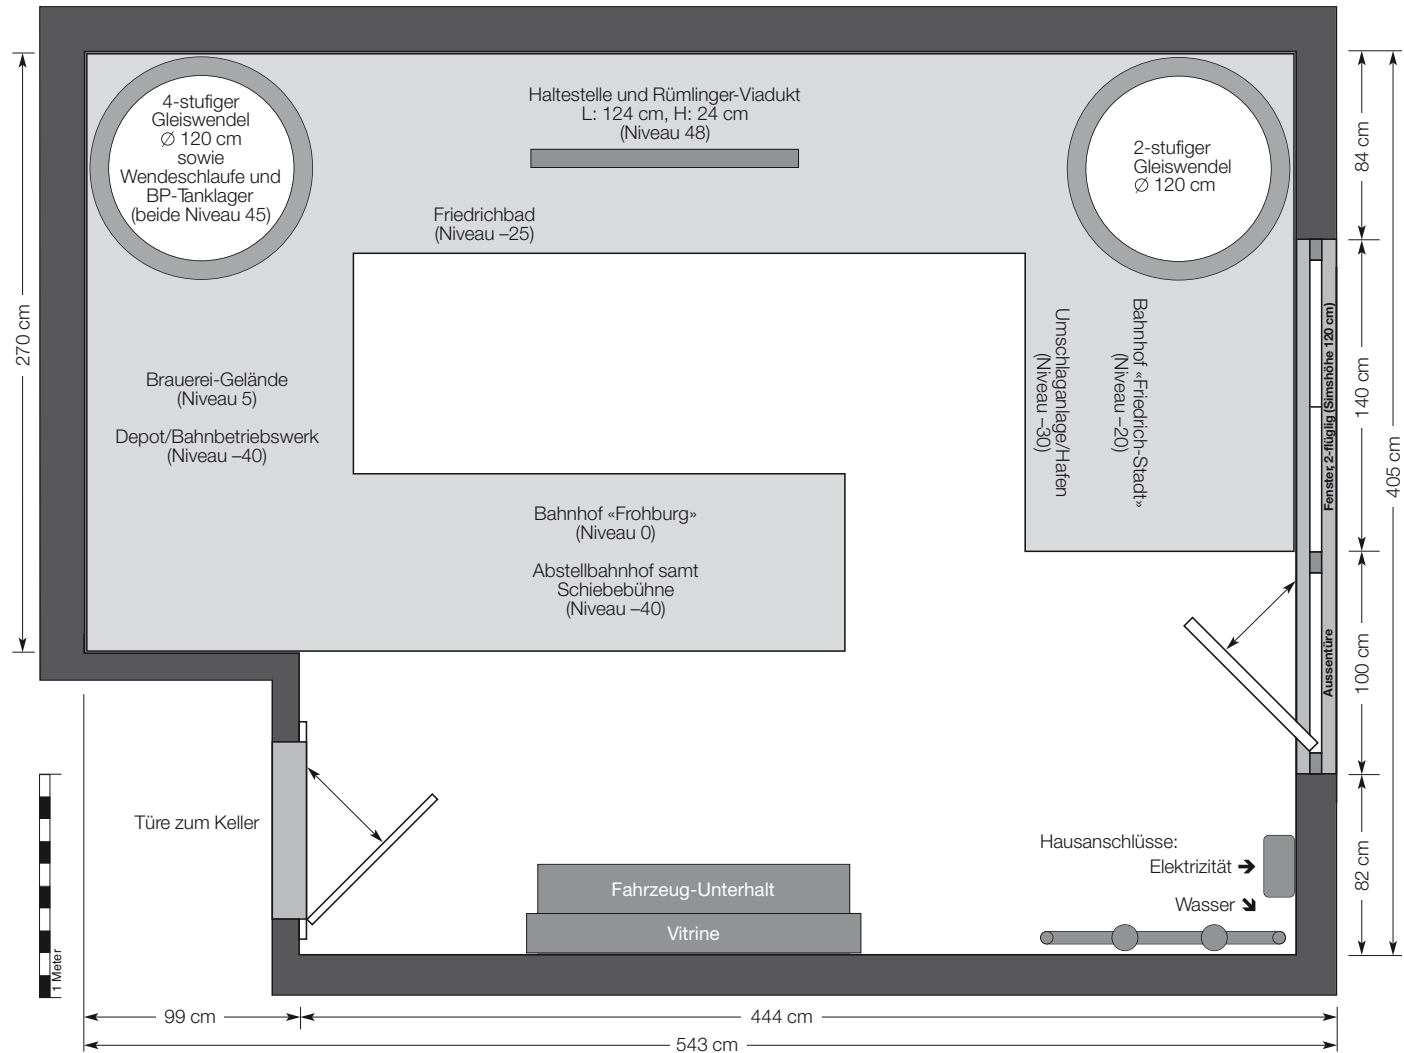 4-stufiger
Gleiswendel
∅ 120 cm
sowie
Wendeschlaufe und
BP-Tanklager
(beide Niveau 45)
Haltestelle und Rümlinger-Viadukt
L: 124 cm, H: 24 cm
(Niveau 48)
2-stufiger
Gleiswendel
∅ 120 cm
Friedrichbad
(Niveau –25)
270 cm
84 cm
140 cm
405 cm
100 cm
82 cm
Brauerei-Gelände
(Niveau 5)
Depot/Bahnbetriebswerk
(Niveau –40)
Umschlaganlage/Hafen
(Niveau –30)
Bahnhof «Friedrich-Stadt»
(Niveau –20)
Fenster, 2-flüglig (Simshöhe 120 cm)
Bahnhof «Frohburg»
(Niveau 0)
Abstellbahnhof samt
Schiebebühne
(Niveau –40)
Aussentüre
Türe zum Keller
1 Meter
Fahrzeug-Unterhalt
Vitrine
Hausanschlüsse:
Elektrizität ➔
Wasser ➘
99 cm
444 cm
543 cm